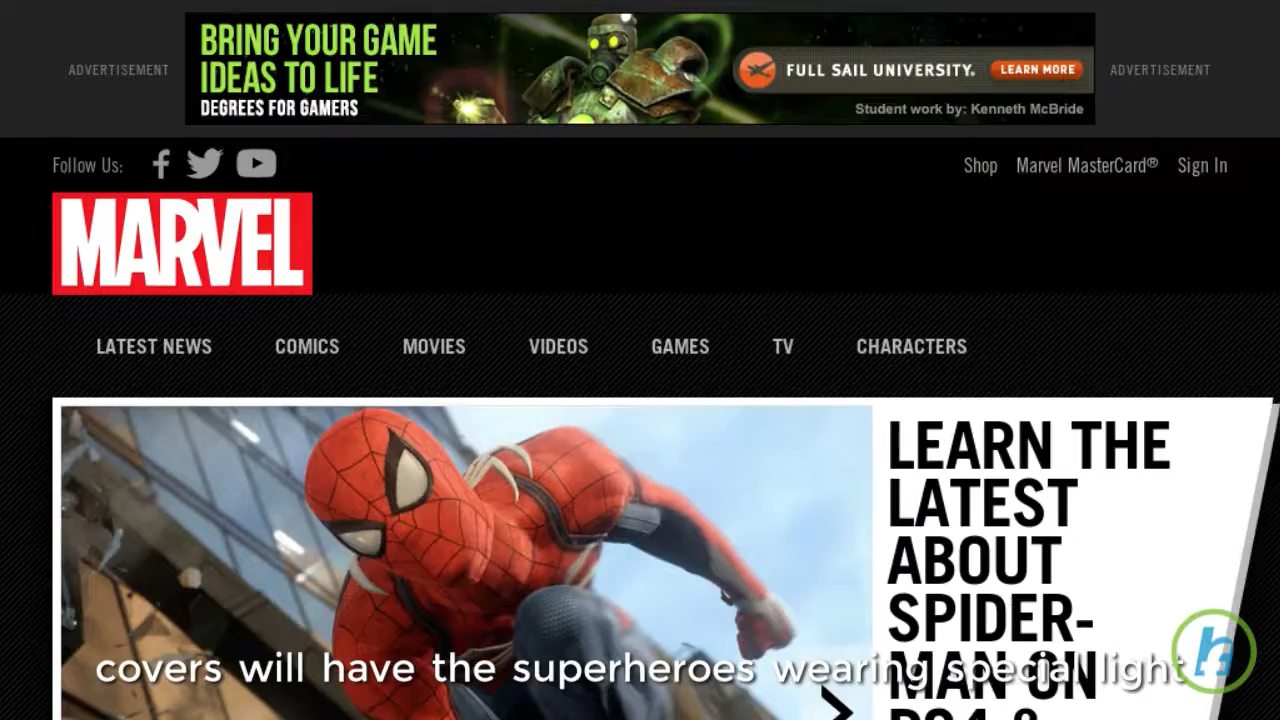 BRING YOUR GAME
IDEAS TO LIFE
DEGREES FOR GAMERS
ADVERTISEMENT
FULL SAIL UNIVERSITY.
LEARN MORE
ADVERTISEMENT
Student work by: Kenneth McBride
Follow Us:
Shop Marvel MasterCard® Sign In
MARVEL
LATEST NEWS COMICS MOVIES VIDEOS GAMES TV CHARACTERS
LEARN THE
LATEST
ABOUT
SPIDER-
MAN ON
PS4 &
covers will have the superheroes wearing special light
h